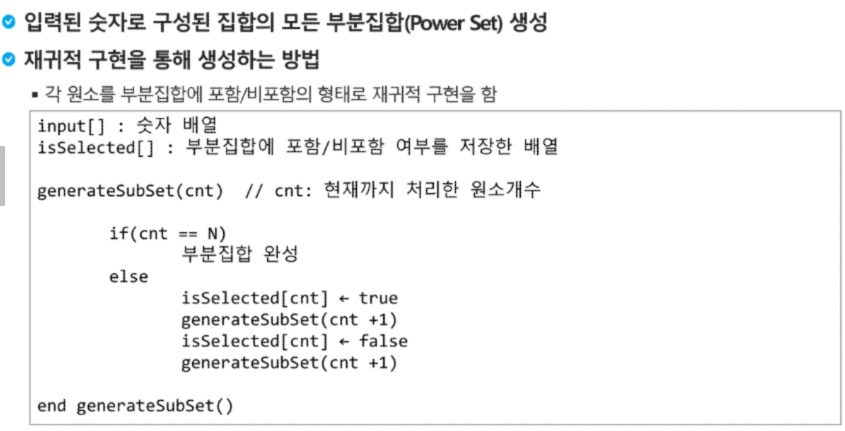 입력된 숫자로 구성된 집합의 모든 부분집합(Power Set) 생성
재귀적 구현을 통해 생성하는 방법
▪ 각 원소를 부분집합에 포함/비포함의 형태로 재귀적 구현을 함
input[] : 숫자 배열
isSelected[] : 부분집합에 포함/비포함 여부를 저장한 배열
generateSubSet(cnt)  // cnt: 현재까지 처리한 원소개수
if(cnt == N)
부분집합 완성
else
isSelected[cnt] ← true
generateSubSet(cnt +1)
isSelected[cnt] ← false
generateSubSet(cnt +1)
end generateSubSet()